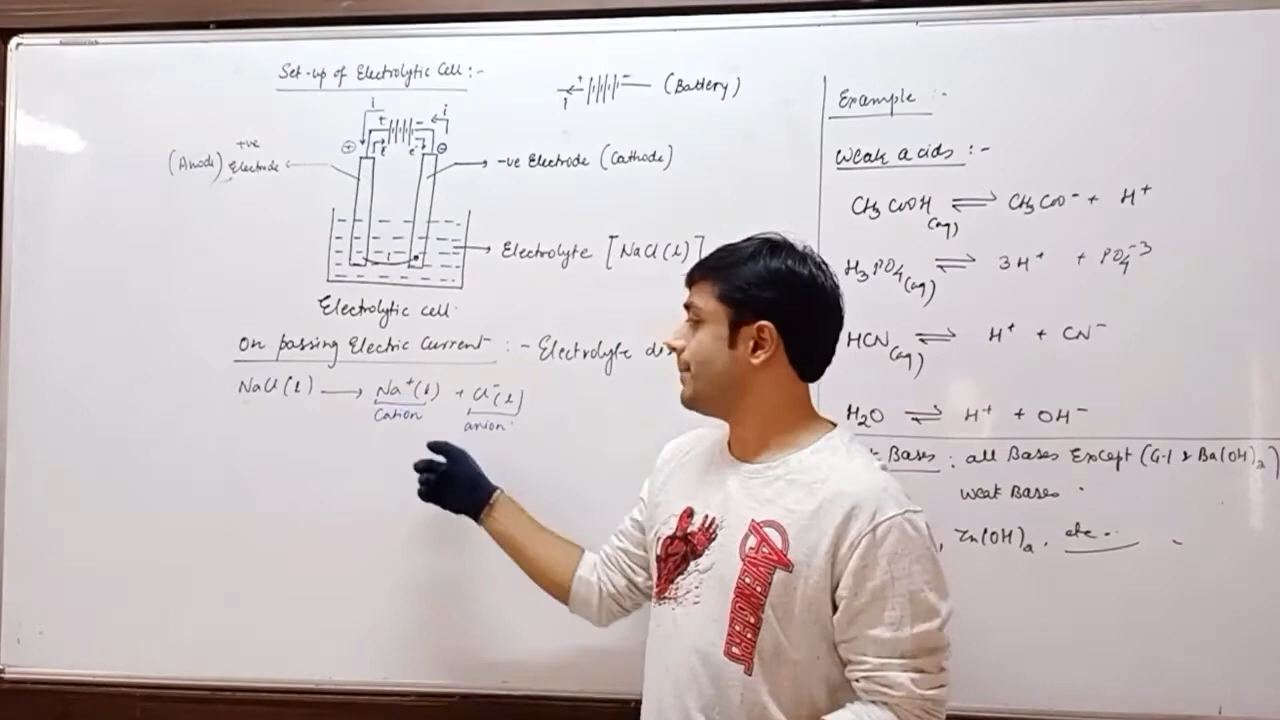 Set-up of Electrolytic Cell :-
+ -
i
(Battery)
i
i
+ -
⊕ e⁻ e⁻ ⊖
+ve
(Anode) Electrode
-ve Electrode (Cathode)
Electrolyte [NaCl(l)]
Electrolytic cell.
On passing Electric Current :- Electrolyte
NaCl(l) → Na⁺(l) + Cl⁻(l)
Cation anion
Example :-
Weak acids :-
CH₃COOH(aq) ⇌ CH₃COO⁻ + H⁺
H₃PO₄(aq) ⇌ 3H⁺ + PO₄⁻³
HCN(aq) ⇌ H⁺ + CN⁻
H₂O ⇌ H⁺ + OH⁻
Bases : all Bases Except (G-1 & Ba(OH)₂)
Weak Bases.
, Zn(OH)₂, etc..
AVENGERS